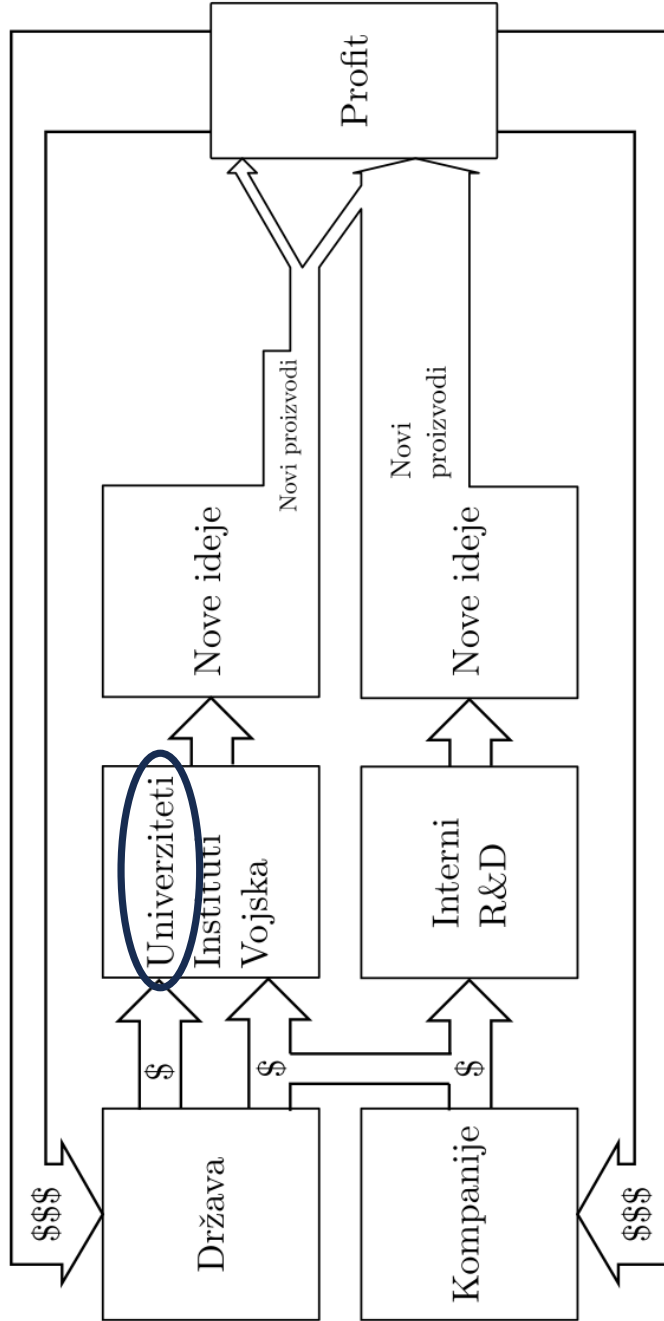 $$$
Država
$
$
Univerziteti
Instituti
Vojska
Nove ideje
Novi proizvodi
Profit
Kompanije
$
Interni
R&D
Nove ideje
Novi
proizvodi
$$$